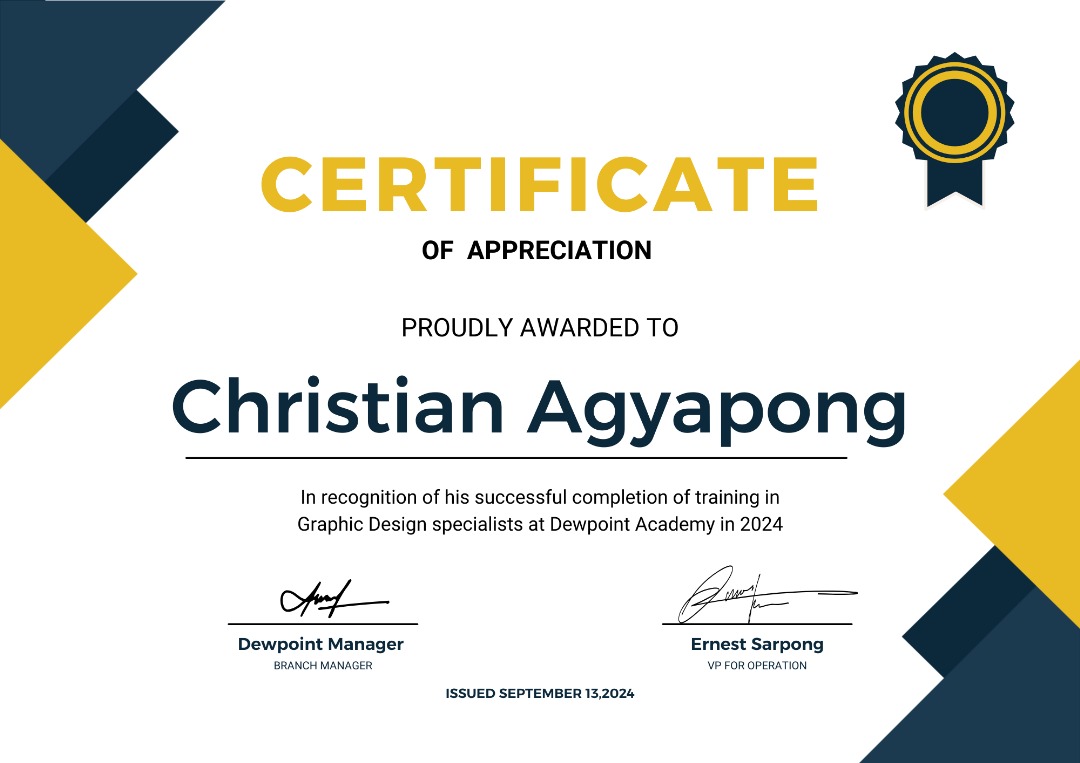 CERTIFICATE
OF APPRECIATION
PROUDLY AWARDED TO
Christian Agyapong
In recognition of his successful completion of training in
Graphic Design specialists at Dewpoint Academy in 2024
Dewpoint Manager
BRANCH MANAGER
Ernest Sarpong
VP FOR OPERATION
ISSUED SEPTEMBER 13,2024